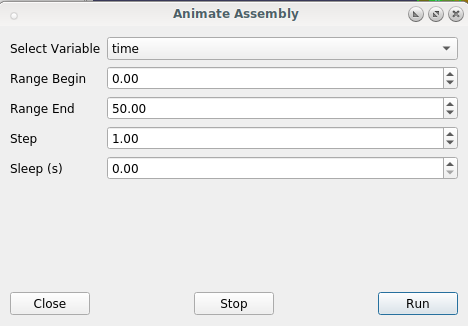 Animate Assembly
Select Variable time
Range Begin 0.00
Range End 50.00
Step 1.00
Sleep (s) 0.00
Close Stop Run